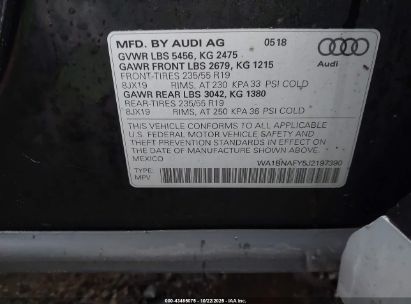 MFD. BY AUDI AG 0518
GVWR LBS 5456, KG 2475
GAWR FRONT LBS 2679, KG 1215
FRONT-TIRES 235/55 R19
8JX19 RIMS, AT 230 KPA 33 PSI COLD
GAWR REAR LBS 3042, KG 1380
REAR-TIRES 235/55 R19
8JX19 RIMS, AT 250 KPA 36 PSI COLD
Audi
THIS VEHICLE CONFORMS TO ALL APPLICABLE
U.S. FEDERAL MOTOR VEHICLE SAFETY AND
THEFT PREVENTION STANDARDS IN EFFECT ON
THE DATE OF MANUFACTURE SHOWN ABOVE.
MEXICO WA1BNAFY5J2197390
TYPE:
MPV